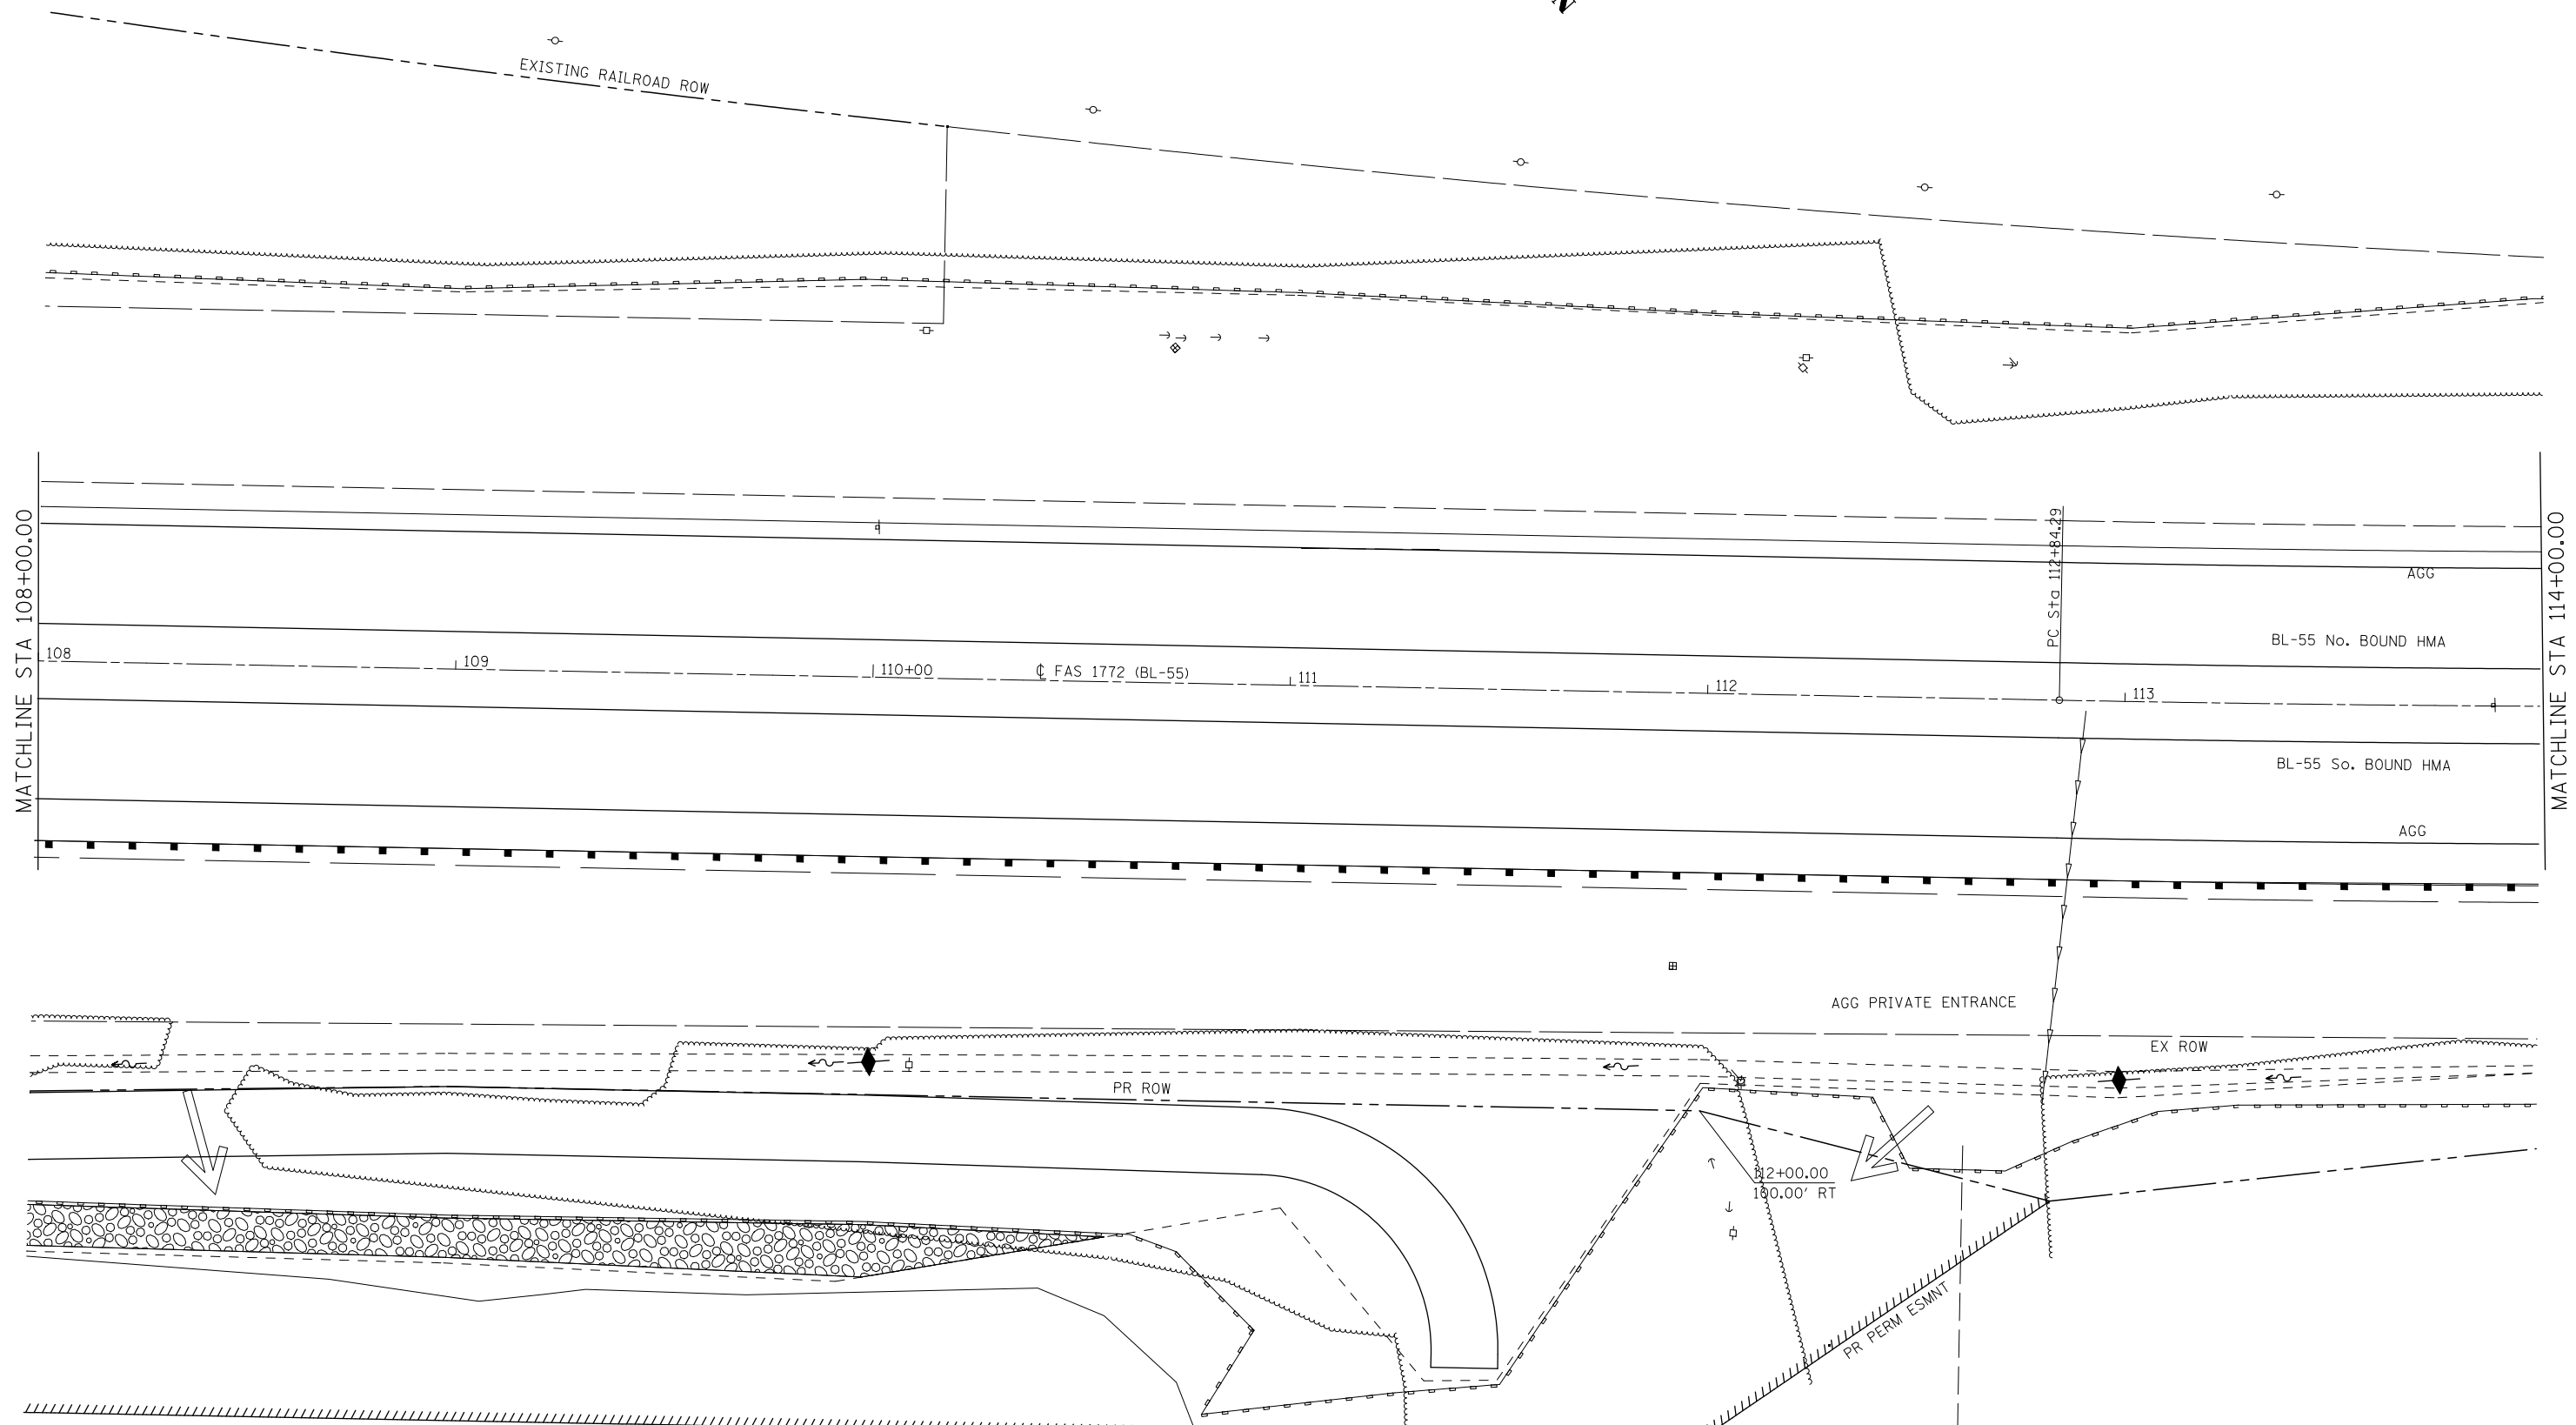 N
EXISTING RAILROAD ROW
MATCHLINE STA 108+00.00
MATCHLINE STA 114+00.00
PC Sta 112+84.29
AGG
BL-55 No. BOUND HMA
108
109
110+00
℄ FAS 1772 (BL-55)
111
112
113
BL-55 So. BOUND HMA
AGG
AGG PRIVATE ENTRANCE
EX ROW
PR ROW
112+00.00
100.00' RT
PR PERM ESMNT